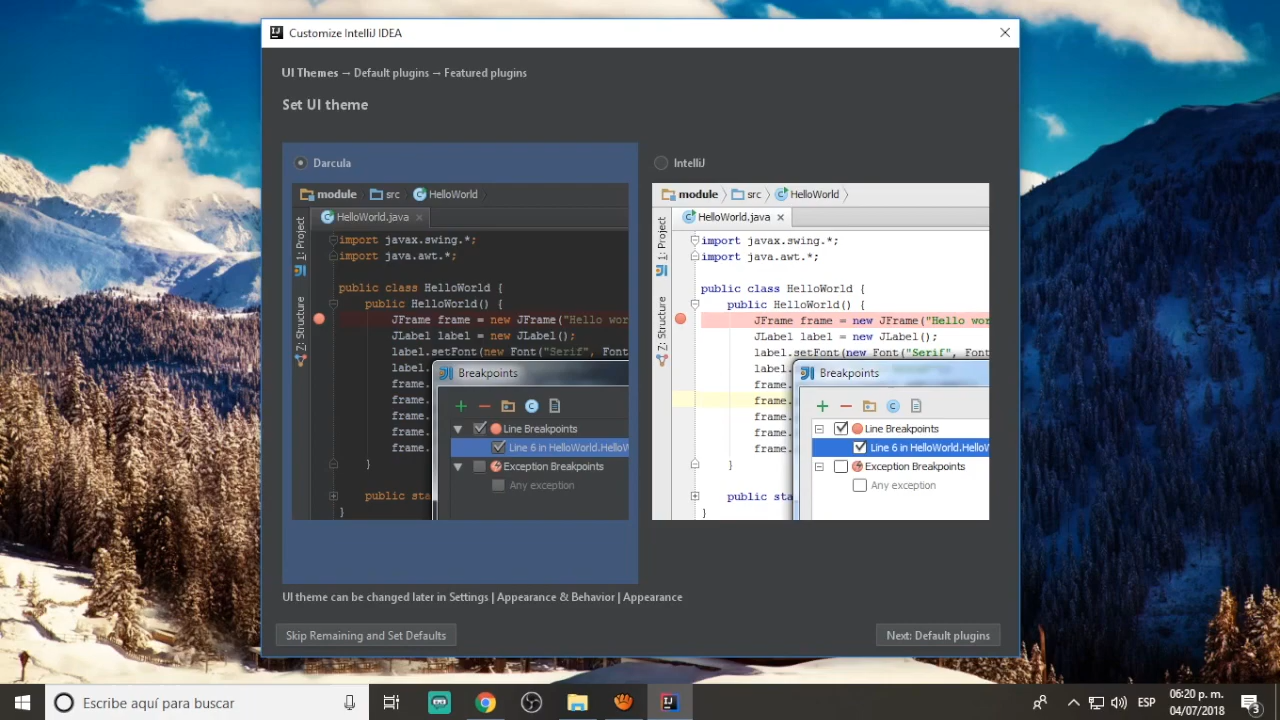 Customize IntelliJ IDEA
UI Themes → Default plugins → Featured plugins
Set UI theme
Darcula
module src HelloWorld
HelloWorld.java
1: Project
7: Structure
import javax.swing.*;
import java.awt.*;
public class HelloWorld {
public HelloWorld() {
JFrame frame = new JFrame("Hello wor
JLabel label = new JLabel();
label.setFont(new Font("Serif", Font
label.
frame.
frame.
frame.
frame.
frame.
}
public sta
}
Breakpoints
Line Breakpoints
Line 6 in HelloWorld.HelloW
Exception Breakpoints
Any exception
IntelliJ
module src HelloWorld
HelloWorld.java
1: Project
7: Structure
import javax.swing.*;
import java.awt.*;
public class HelloWorld {
public HelloWorld() {
JFrame frame = new JFrame("Hello wor
JLabel label = new JLabel();
label.setFont(new Font("Serif", Font
label.
frame.
frame.
frame.
frame.
frame.
}
public sta
}
Breakpoints
Line Breakpoints
Line 6 in HelloWorld.HelloW
Exception Breakpoints
Any exception
UI theme can be changed later in Settings | Appearance & Behavior | Appearance
Skip Remaining and Set Defaults
Next: Default plugins
Escribe aquí para buscar
ESP
06:20 p. m.
04/07/2018
3